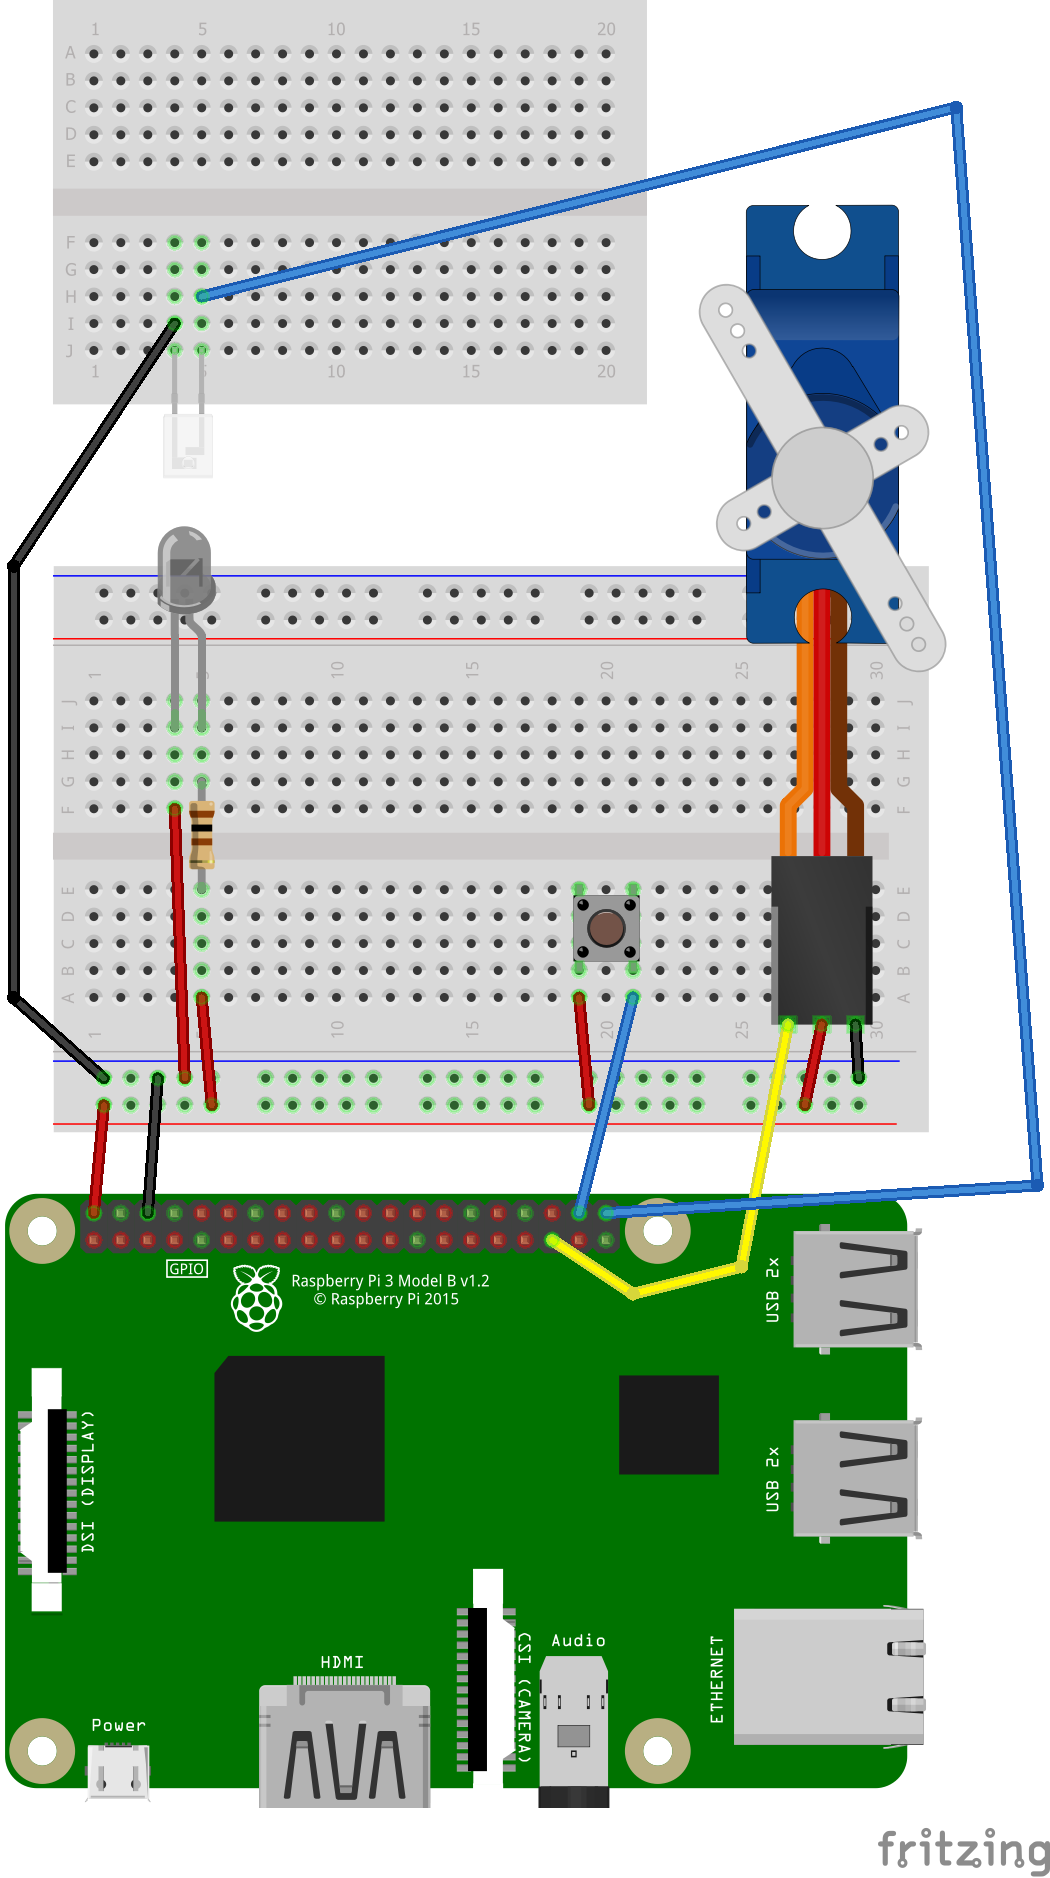 1 5 10 15 20
A
B
C
D
E
F
G
H
I
J
1 10 15 20
1 10 15 20 25 30
J J
I I
H H
G G
F F
E E
D D
C C
B B
A A
1 10 15 20 25 30
GPIO
Raspberry Pi 3 Model B v1.2
© Raspberry Pi 2015
USB 2x
DSI (DISPLAY)
USB 2x
HDMI
CSI (CAMERA)
Audio
ETHERNET
Power
fritzing